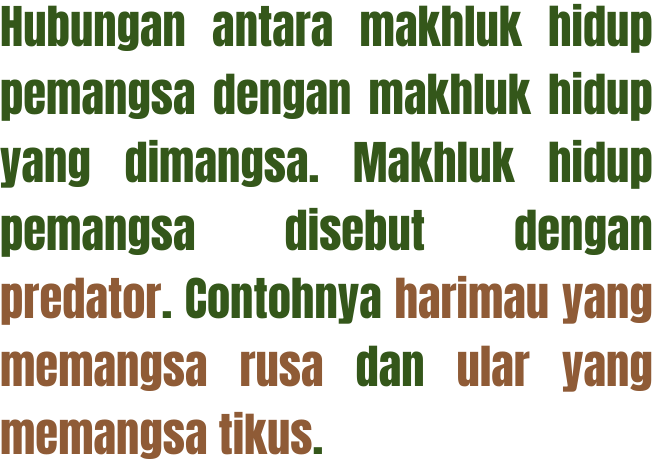 Hubungan antara makhluk hidup
pemangsa dengan makhluk hidup
yang dimangsa. Makhluk hidup
pemangsa disebut dengan
predator. Contohnya harimau yang
memangsa rusa dan ular yang
memangsa tikus.